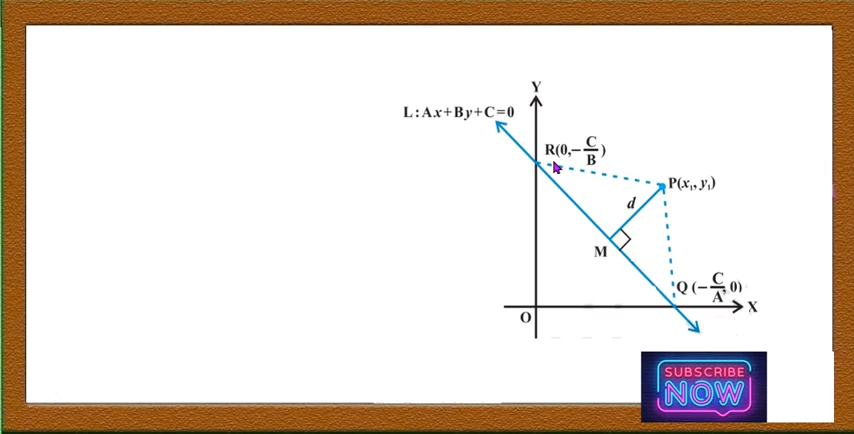 Y
L : Ax + By + C = 0
R(0, −C/B)
P(x₁, y₁)
d
M
Q (−C/A, 0)
X
O
SUBSCRIBE
NOW